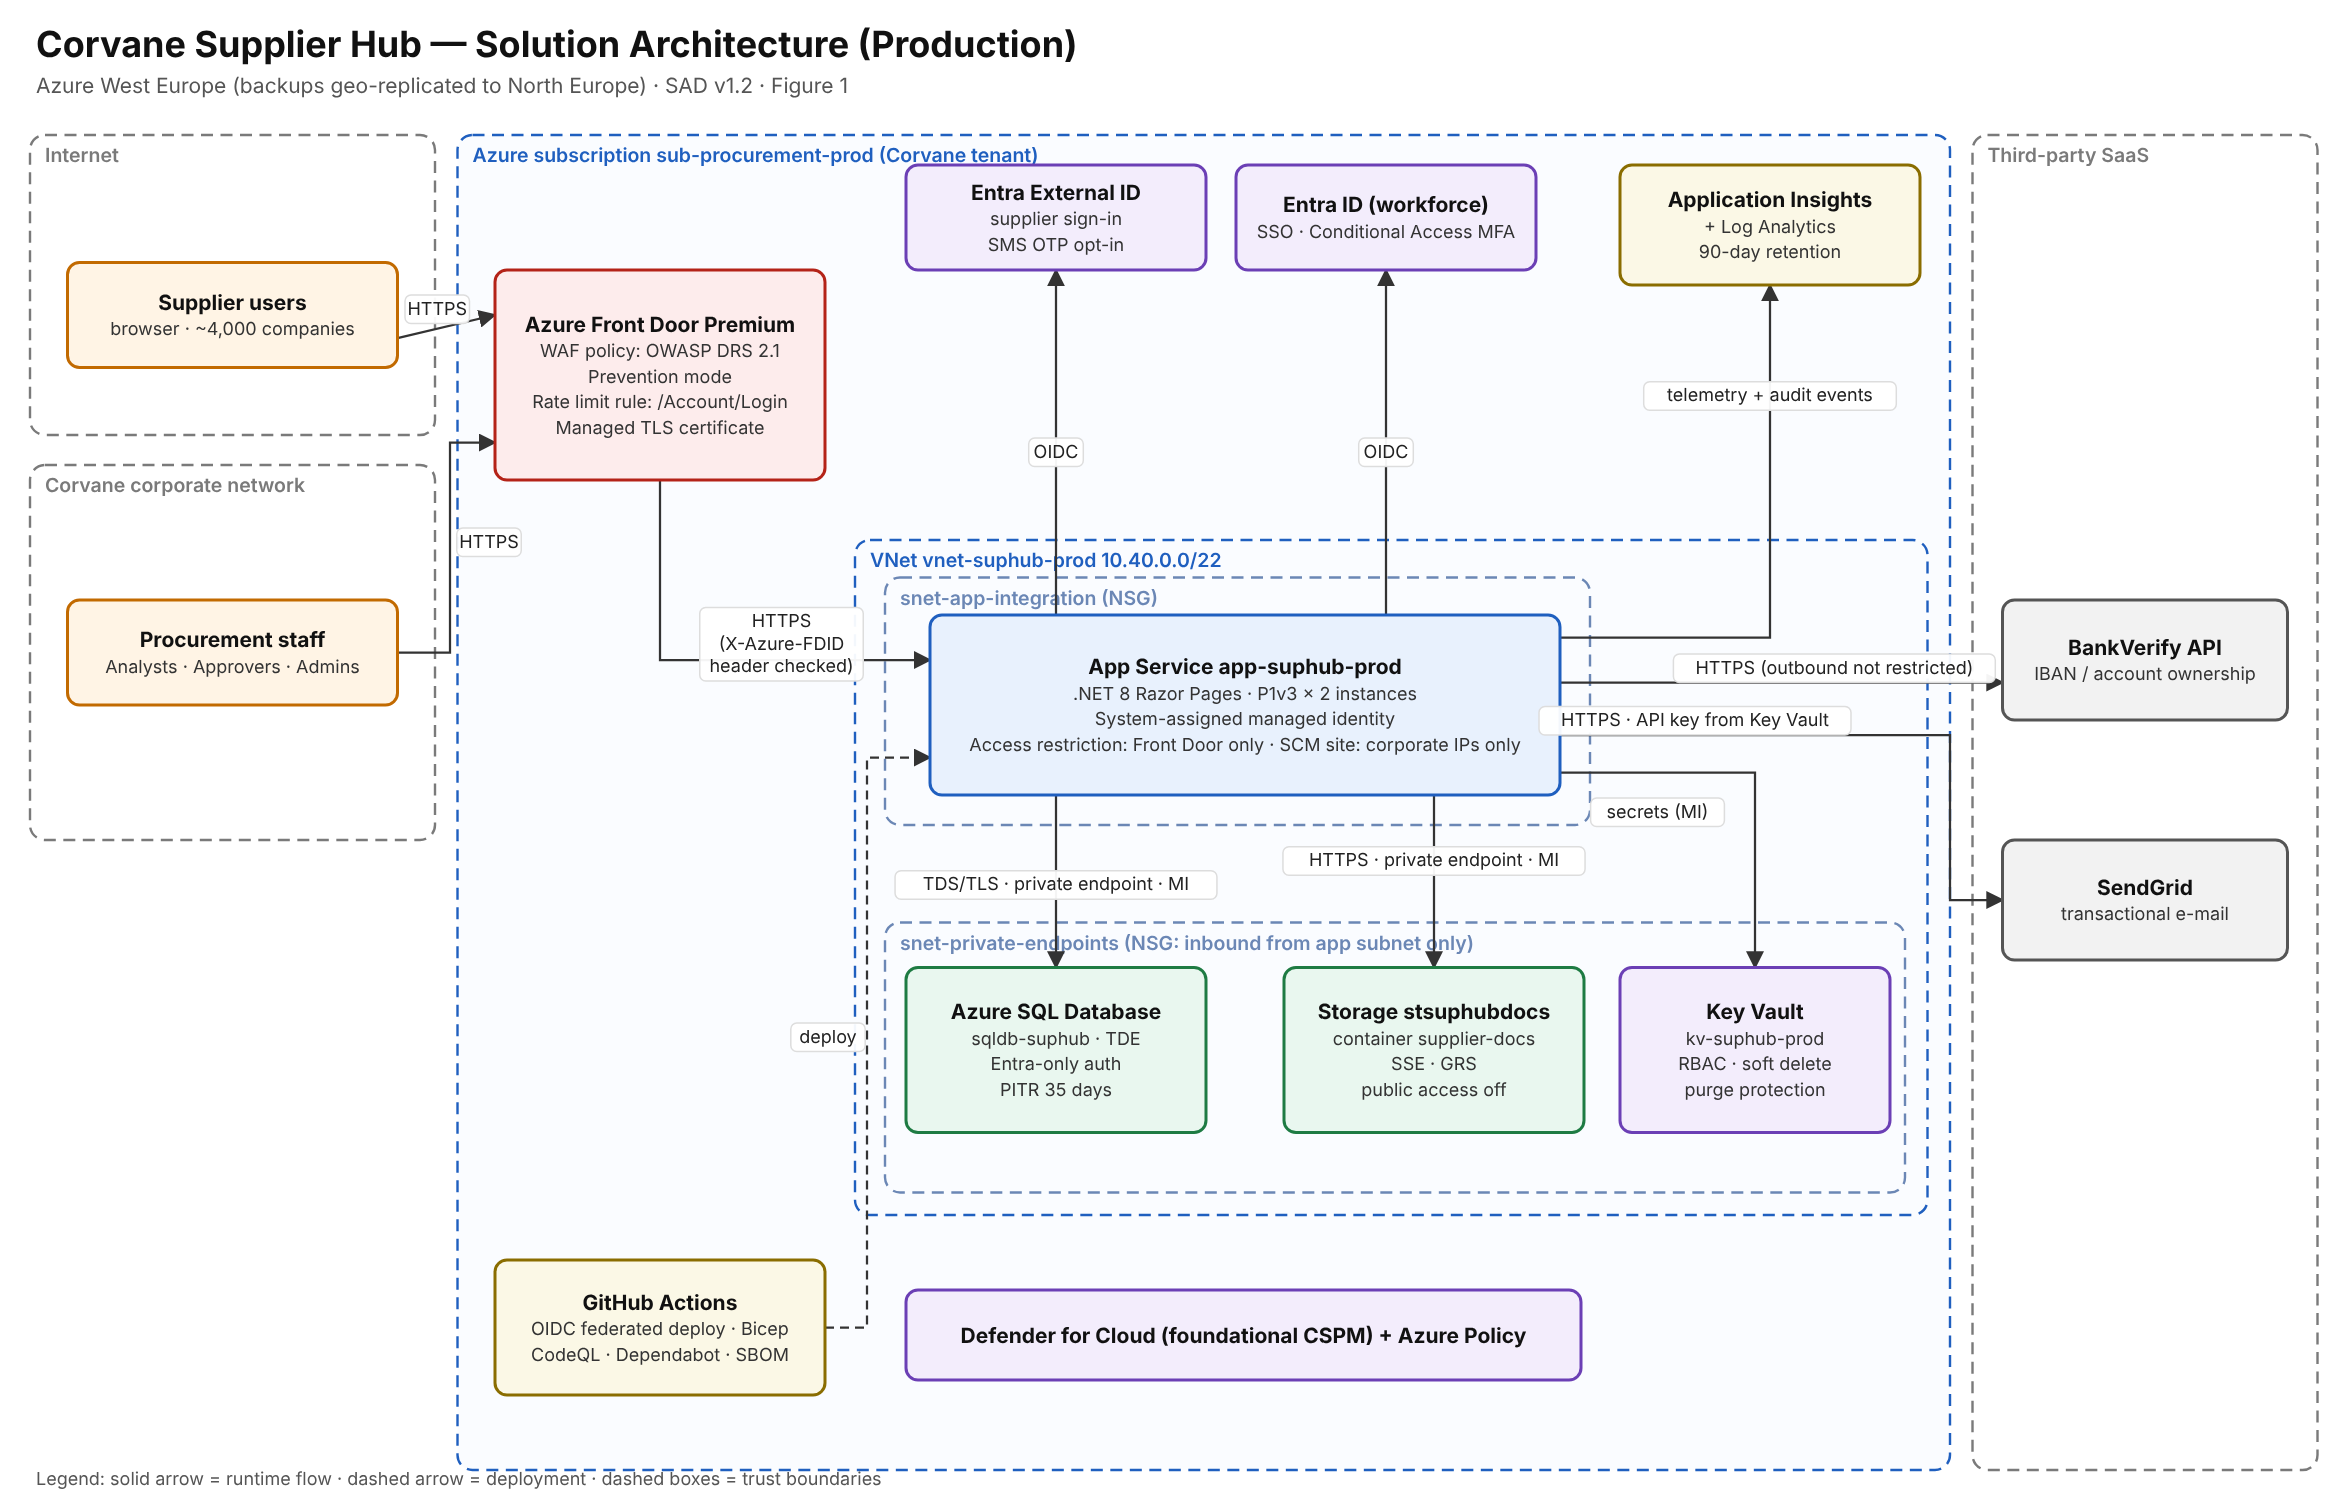 Corvane Supplier Hub — Solution Architecture (Production)
Azure West Europe (backups geo-replicated to North Europe) · SAD v1.2 · Figure 1
Internet
Supplier users
browser · ~4,000 companies
HTTPS
Corvane corporate network
Procurement staff
Analysts · Approvers · Admins
HTTPS
Azure subscription sub-procurement-prod (Corvane tenant)
Azure Front Door Premium
WAF policy: OWASP DRS 2.1
Prevention mode
Rate limit rule: /Account/Login
Managed TLS certificate
Entra External ID
supplier sign-in
SMS OTP opt-in
Entra ID (workforce)
SSO · Conditional Access MFA
Application Insights
+ Log Analytics
90-day retention
OIDC
OIDC
telemetry + audit events
VNet vnet-suphub-prod 10.40.0.0/22
snet-app-integration (NSG)
HTTPS
(X-Azure-FDID
header checked)
App Service app-suphub-prod
.NET 8 Razor Pages · P1v3 × 2 instances
System-assigned managed identity
Access restriction: Front Door only · SCM site: corporate IPs only
HTTPS (outbound not restricted)
HTTPS · API key from Key Vault
secrets (MI)
HTTPS · private endpoint · MI
TDS/TLS · private endpoint · MI
snet-private-endpoints (NSG: inbound from app subnet only)
Azure SQL Database
sqldb-suphub · TDE
Entra-only auth
PITR 35 days
Storage stsuphubdocs
container supplier-docs
SSE · GRS
public access off
Key Vault
kv-suphub-prod
RBAC · soft delete
purge protection
deploy
GitHub Actions
OIDC federated deploy · Bicep
CodeQL · Dependabot · SBOM
Defender for Cloud (foundational CSPM) + Azure Policy
Third-party SaaS
BankVerify API
IBAN / account ownership
SendGrid
transactional e-mail
Legend: solid arrow = runtime flow · dashed arrow = deployment · dashed boxes = trust boundaries